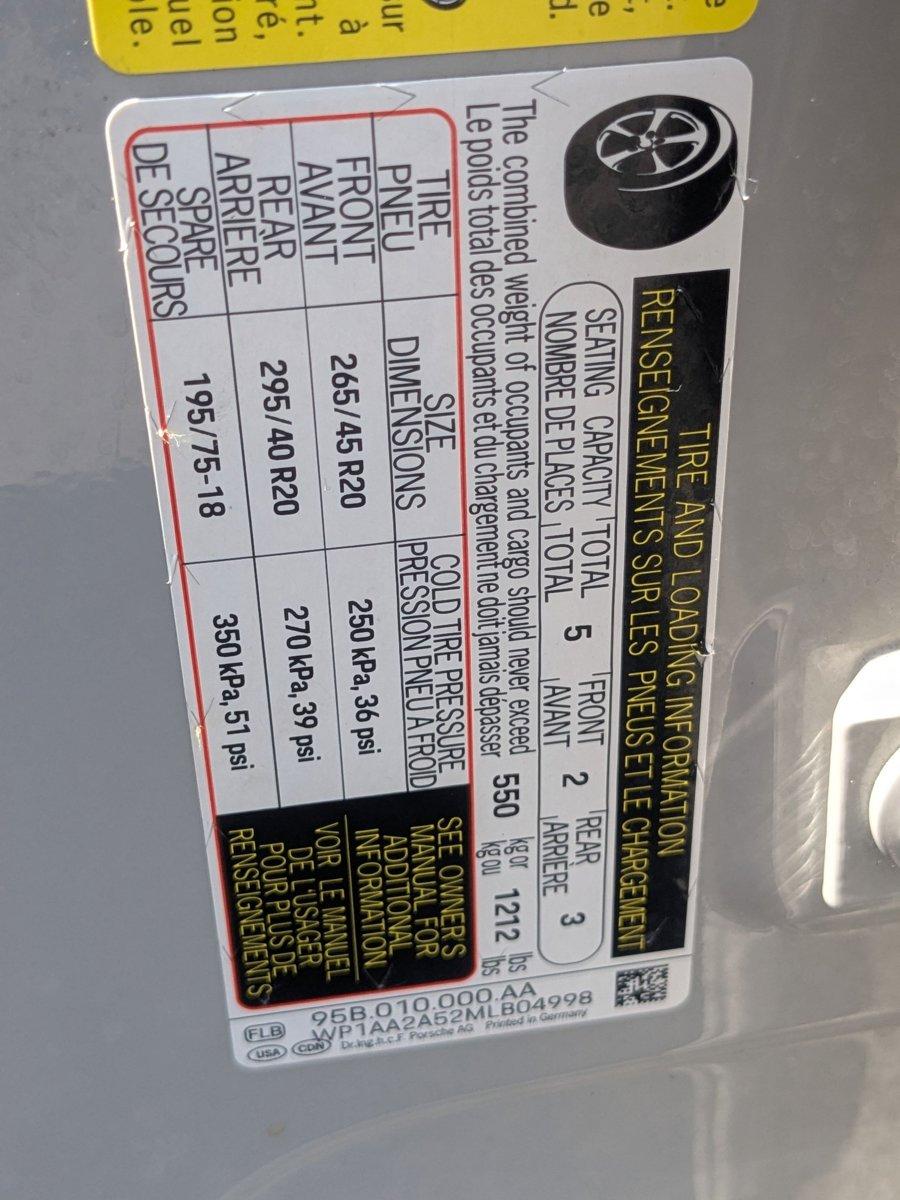 TIRE AND LOADING INFORMATION
RENSEIGNEMENTS SUR LES PNEUS ET LE CHARGEMENT
SEATING CAPACITY TOTAL 5 FRONT 2 REAR 3
NOMBRE DE PLACES TOTAL AVANT ARRIÈRE
The combined weight of occupants and cargo should never exceed 550 kg or 1212 lbs
Le poids total des occupants et du chargement ne doit jamais dépasser kg ou lbs
TIRE SIZE COLD TIRE PRESSURE
PNEU DIMENSIONS PRESSION PNEU A FROID
FRONT 265/45 R20 250 kPa, 36 psi
AVANT
REAR 295/40 R20 270 kPa, 39 psi
ARRIÈRE
SPARE 195/75-18 350 kPa, 51 psi
DE SECOURS
SEE OWNER'S
MANUAL FOR
ADDITIONAL
INFORMATION
VOIR LE MANUEL
DE L'USAGER
POUR PLUS DE
RENSEIGNEMENTS
95B.010.000.AA
WP1AA2A52MLB04998
Dr.Ing.h.c.F. Porsche AG Printed in Germany
FLB
USA CDN